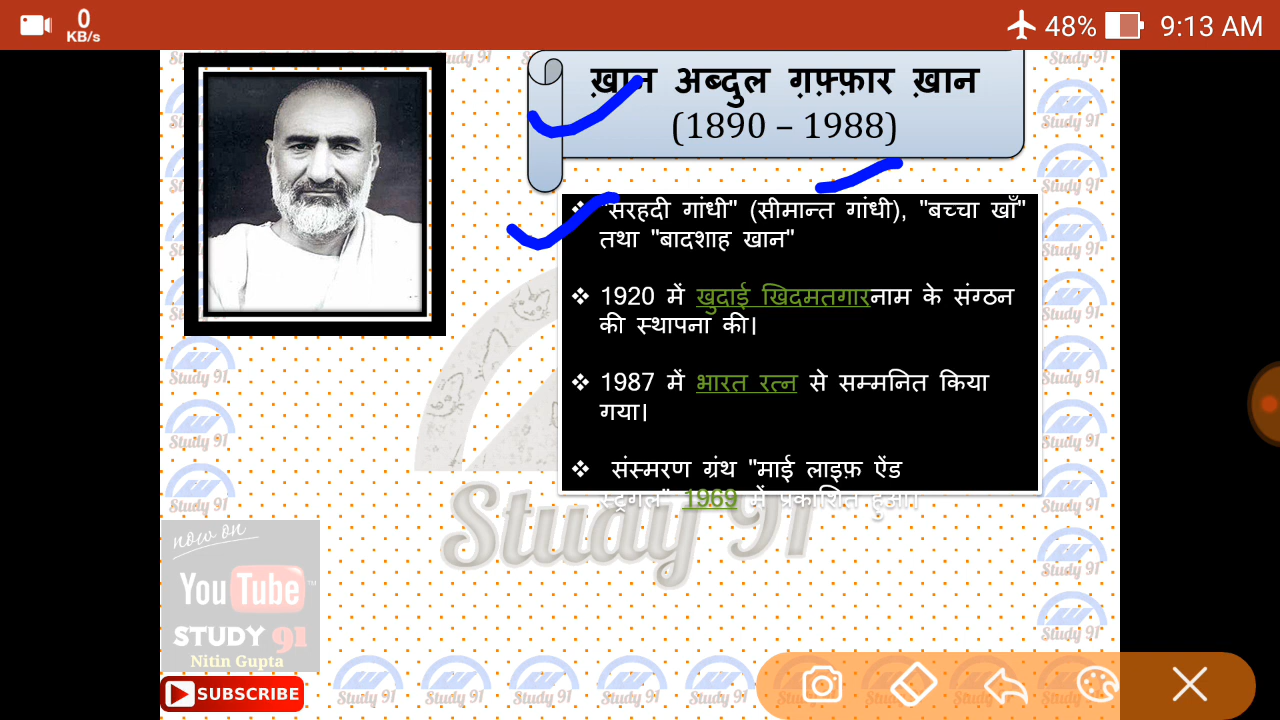 0
KB/s
48%
9:13 AM
ख़ान अब्दुल ग़फ़्फ़ार ख़ान
(1890 – 1988)
"सरहदी गांधी" (सीमान्त गांधी), "बच्चा खाँ"
तथा "बादशाह खान"
1920 में खुदाई खिदमतगारनाम के संग्ठन
की स्थापना की।
1987 में भारत रत्न से सम्मनित किया
गया।
संस्मरण ग्रंथ "माई लाइफ़ ऐंड
स्ट्रगल" 1969 में प्रकाशित हुआ।
Study 91
now on
YouTube
STUDY 91
Nitin Gupta
SUBSCRIBE